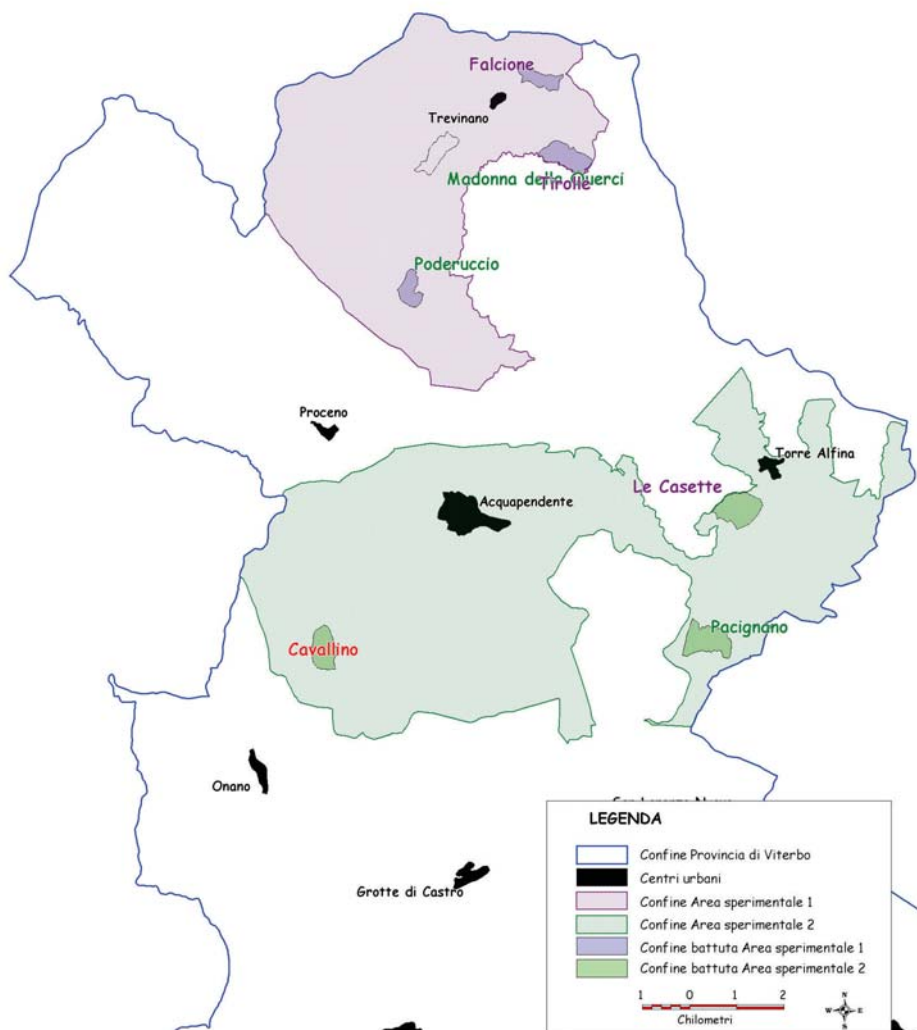 Falcione
Trevinano
Madonna della Querci
Tirolle
Poderuccio
Proceno
Torre Alfina
Le Casette
Acquapendente
Pacignano
Cavallino
Onano
Grotte di Castro
LEGENDA
Confine Provincia di Viterbo
Centri urbani
Confine Area sperimentale 1
Confine Area sperimentale 2
Confine battuta Area sperimentale 1
Confine battuta Area sperimentale 2
1 0 1 2
Chilometri
N
W E
S